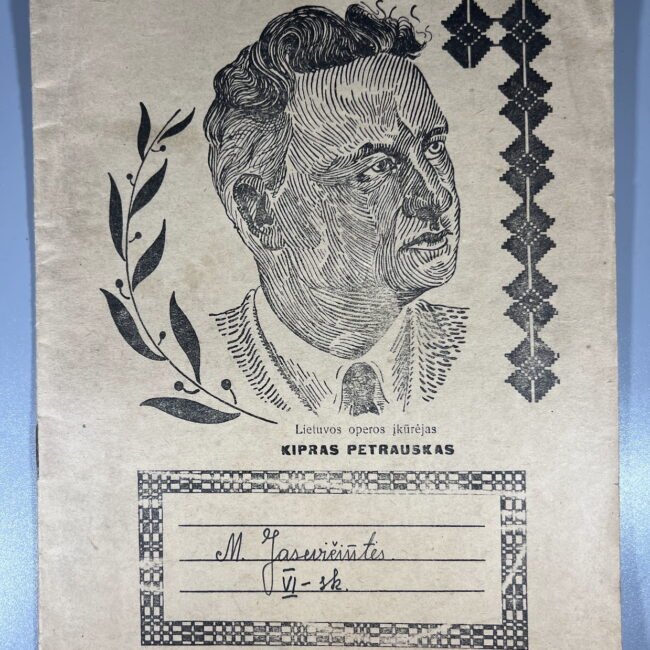 Lietuvos operos įkūrėjas
KIPRAS PETRAUSKAS
M. Jasevičiūtės.
VI - sk.